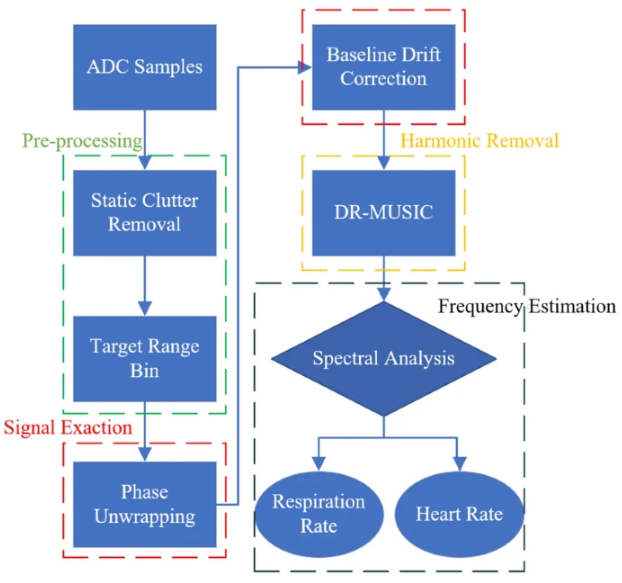 ADC Samples
Pre-processing
Static Clutter
Removal
Target Range
Bin
Signal Exaction
Phase
Unwrapping
Baseline Drift
Correction
Harmonic Removal
DR-MUSIC
Frequency Estimation
Spectral Analysis
Respiration
Rate
Heart Rate